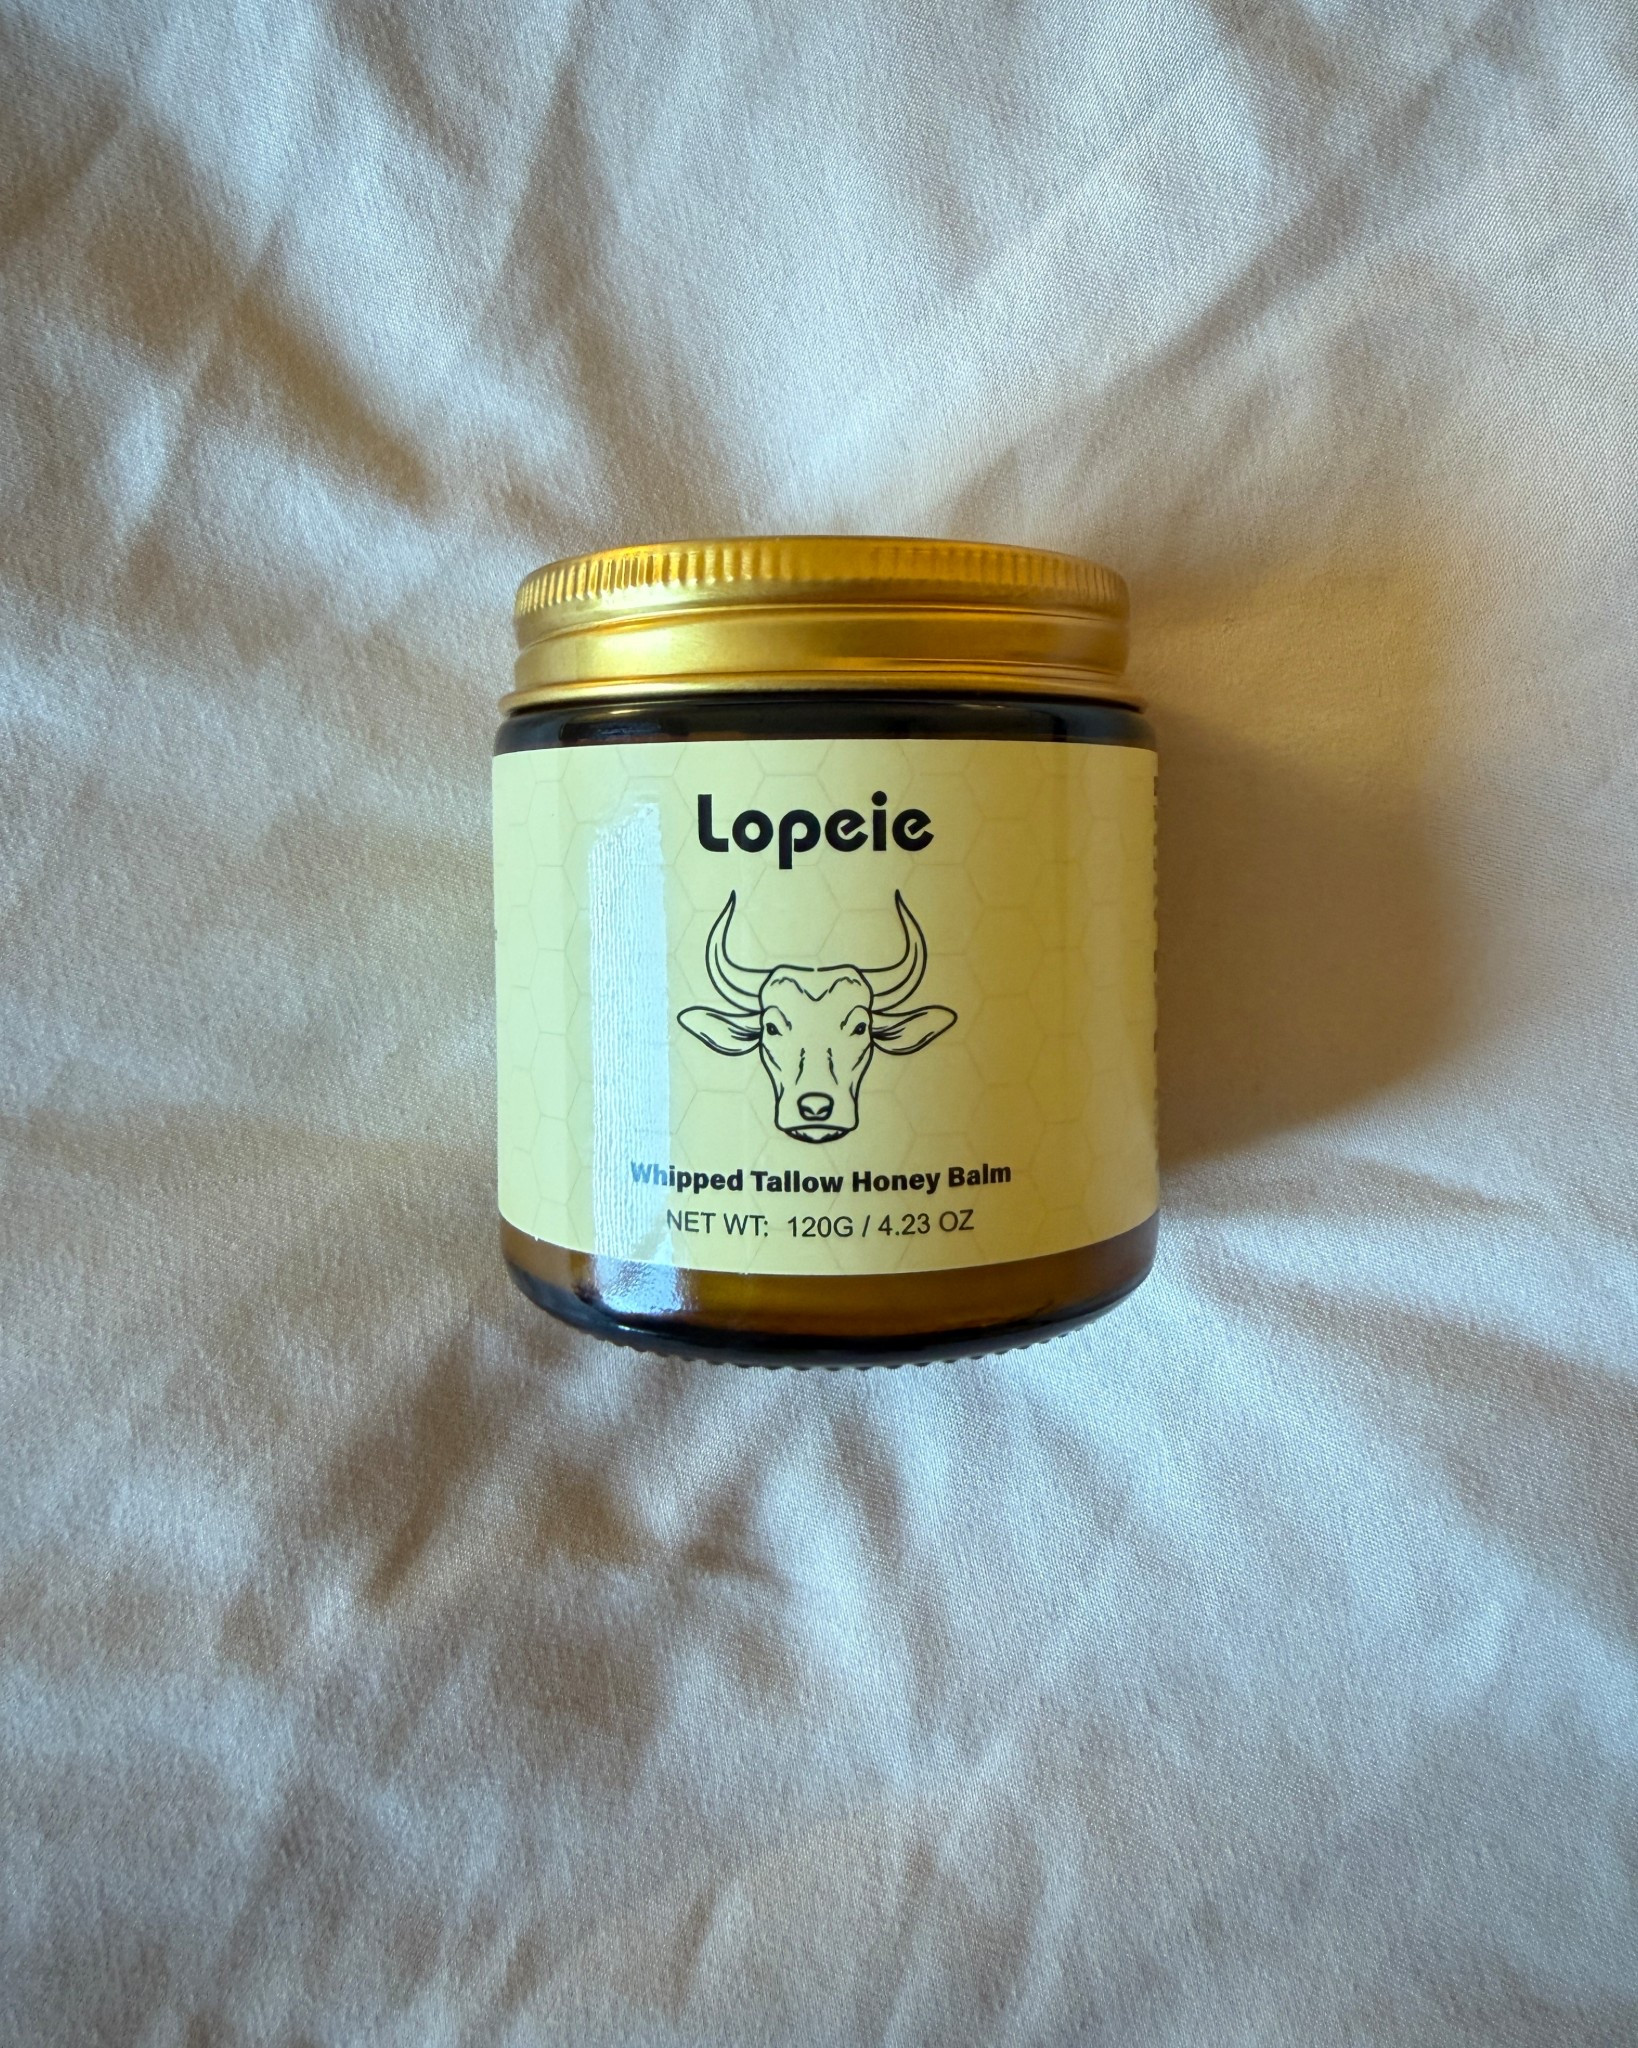 Lopeie
Whipped Tallow Honey Balm
NET WT: 120G / 4.23 OZ